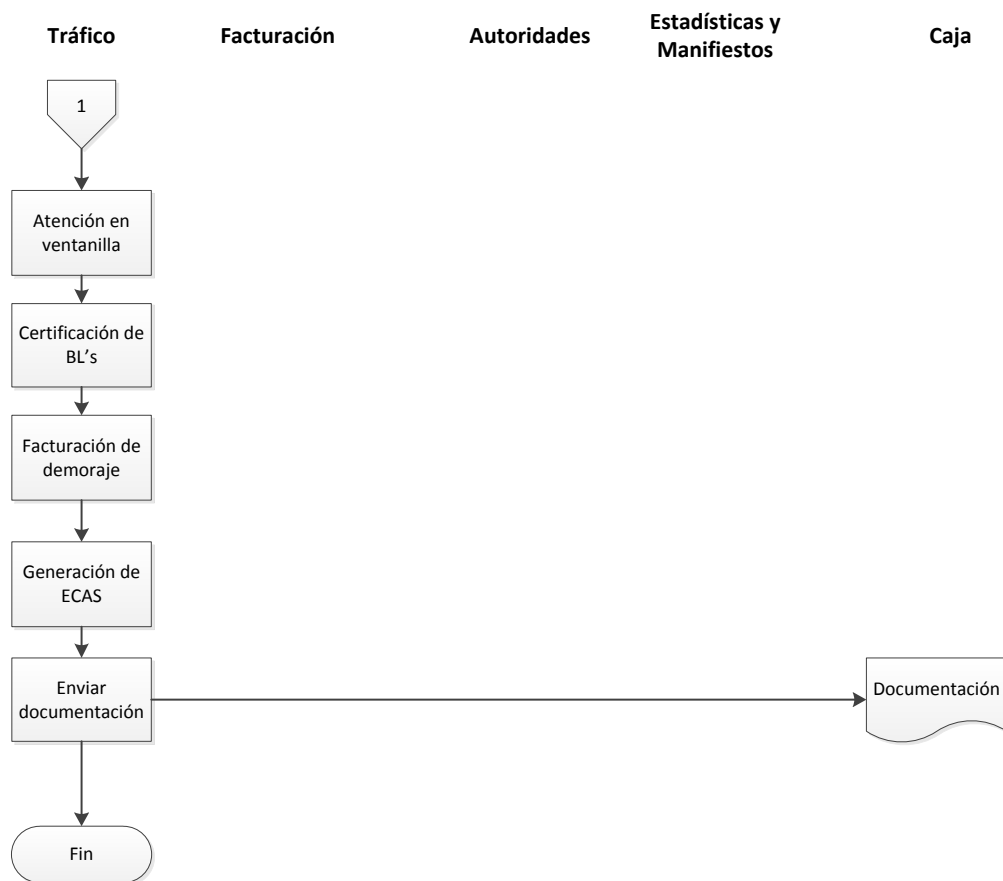 Tráfico
Facturación
Autoridades
Estadísticas y
Manifiestos
Caja
1
Atención en
ventanilla
Certificación de
BL’s
Facturación de
demoraje
Generación de
ECAS
Enviar
documentación
Documentación
Fin